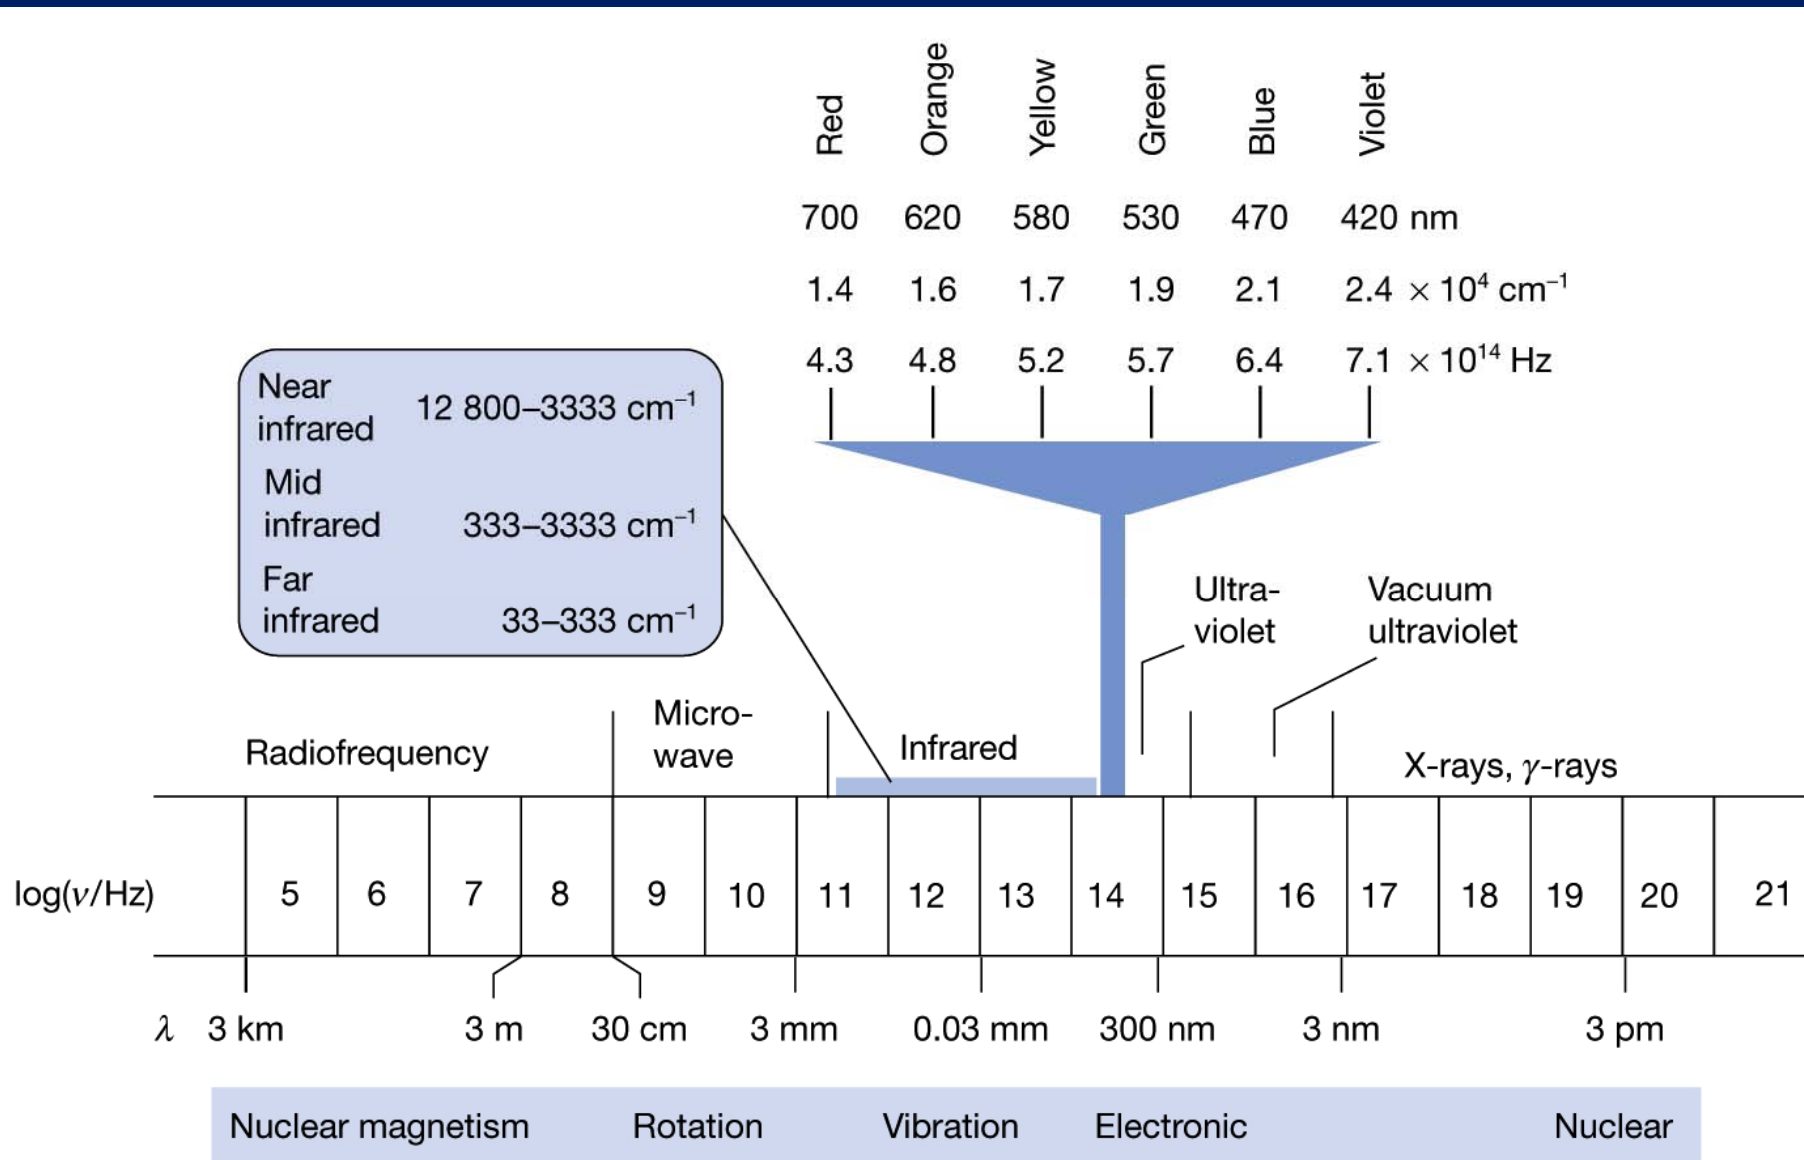 Red Orange Yellow Green Blue Violet
700 620 580 530 470 420 nm
1.4 1.6 1.7 1.9 2.1 2.4 × 10⁴ cm⁻¹
4.3 4.8 5.2 5.7 6.4 7.1 × 10¹⁴ Hz
Near
infrared 12 800–3333 cm⁻¹
Mid
infrared 333–3333 cm⁻¹
Far
infrared 33–333 cm⁻¹
Ultra-
violet
Vacuum
ultraviolet
Radiofrequency
Micro-
wave
Infrared
X-rays, γ-rays
log(ν/Hz) 5 6 7 8 9 10 11 12 13 14 15 16 17 18 19 20 21
λ 3 km 3 m 30 cm 3 mm 0.03 mm 300 nm 3 nm 3 pm
Nuclear magnetism Rotation Vibration Electronic Nuclear